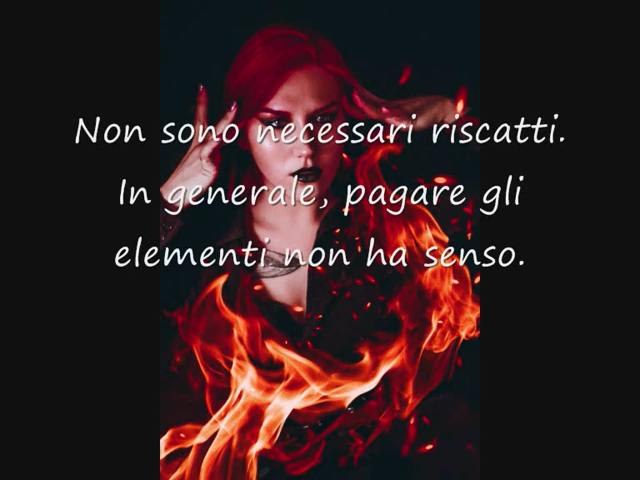 Non sono necessari riscatti.
In generale, pagare gli
elementi non ha senso.